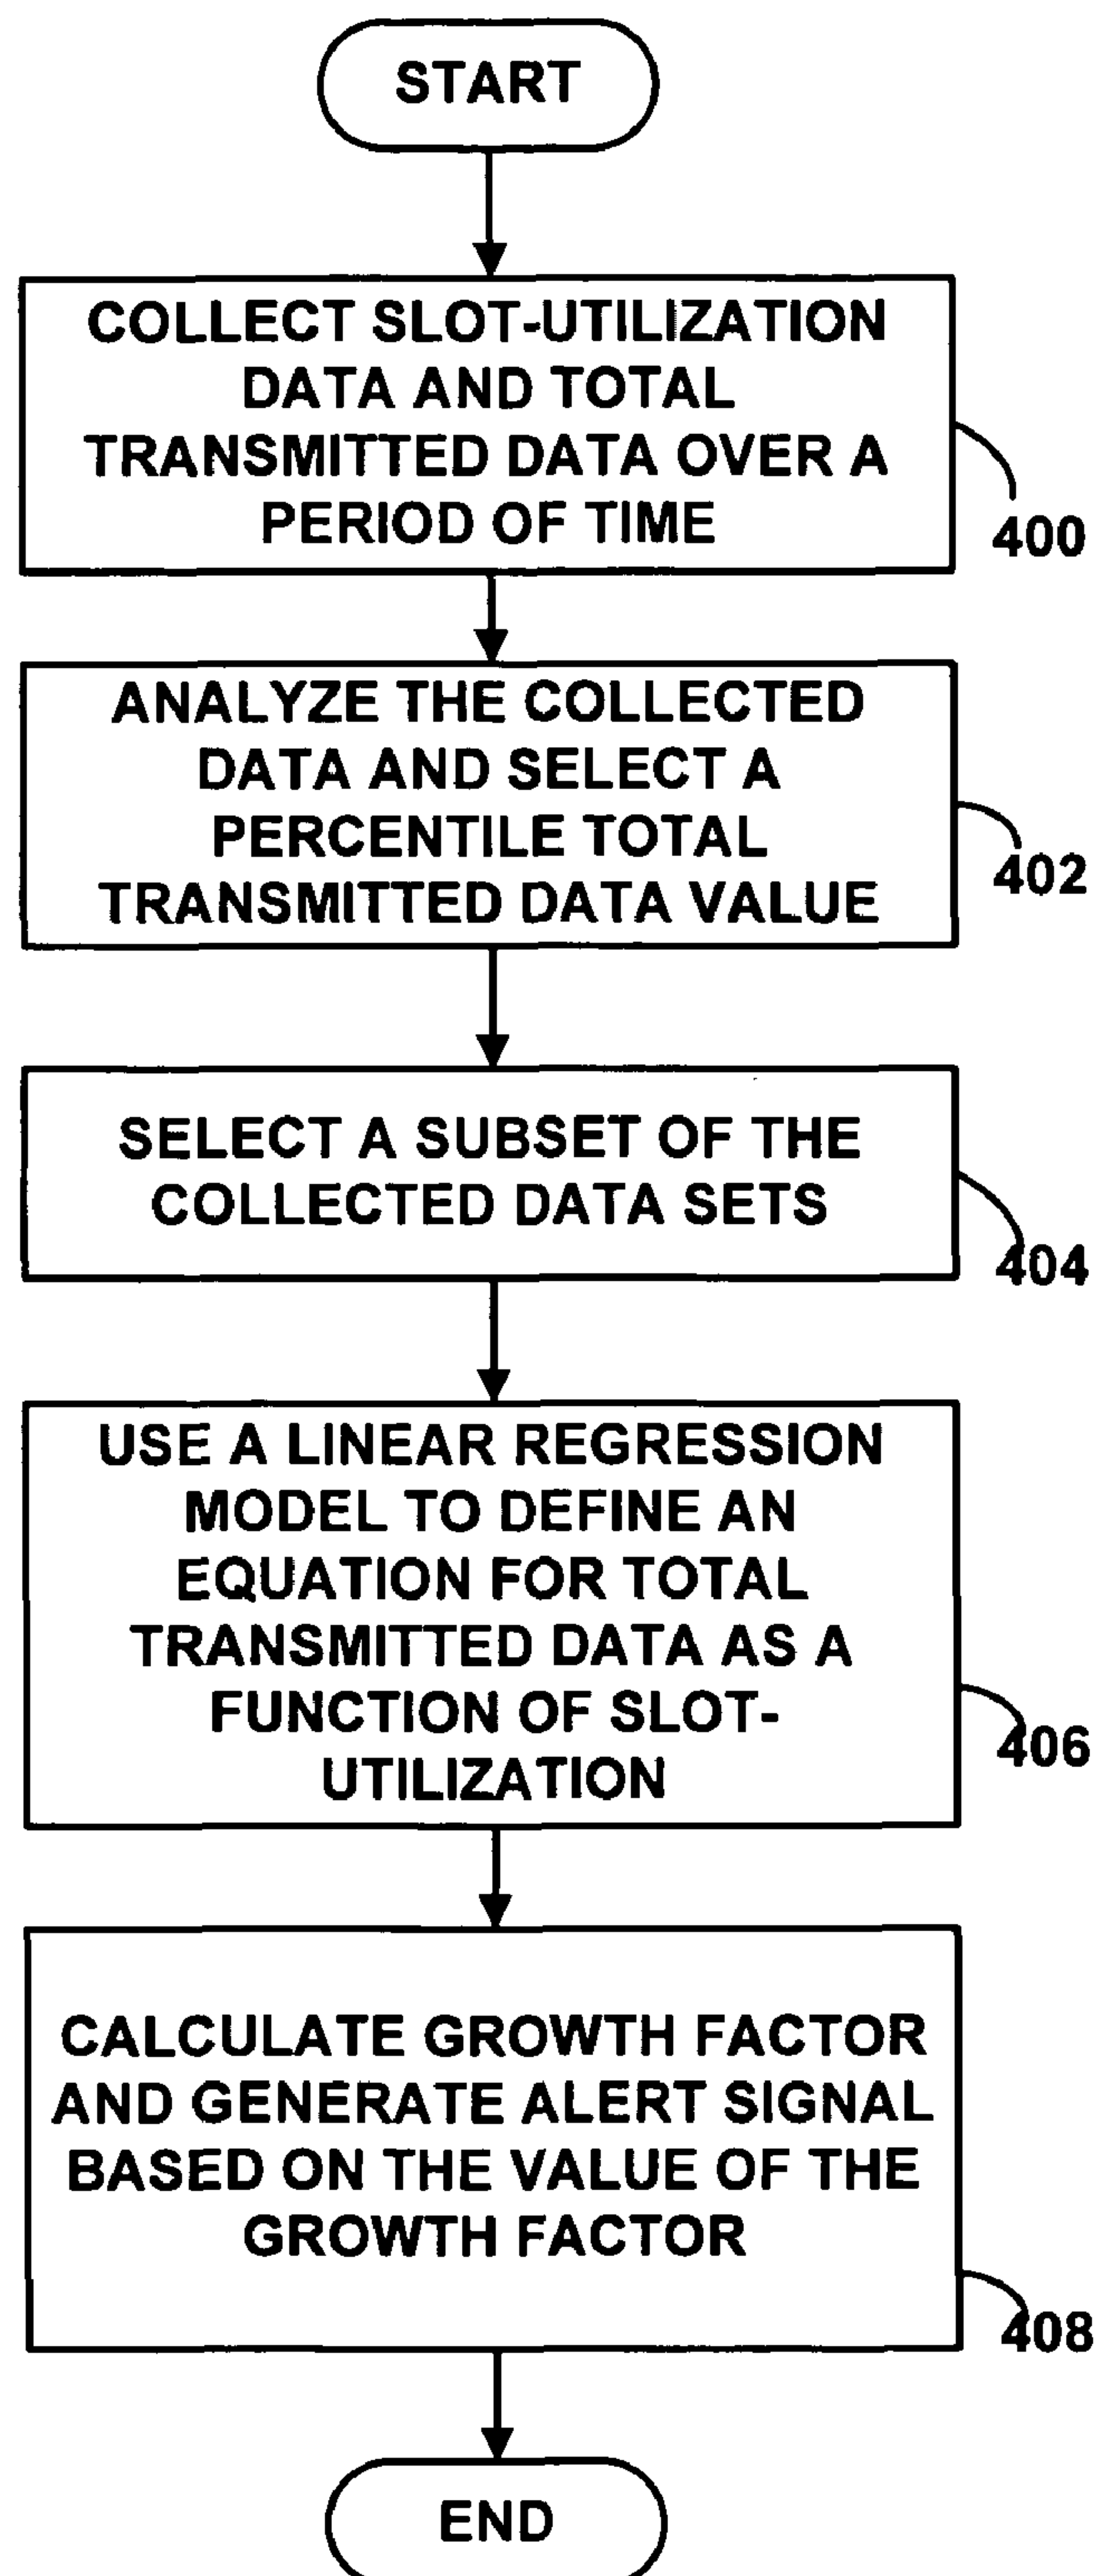 START
COLLECT SLOT-UTILIZATION
DATA AND TOTAL
TRANSMITTED DATA OVER A
PERIOD OF TIME
400
ANALYZE THE COLLECTED
DATA AND SELECT A
PERCENTILE TOTAL
TRANSMITTED DATA VALUE
402
SELECT A SUBSET OF THE
COLLECTED DATA SETS
404
USE A LINEAR REGRESSION
MODEL TO DEFINE AN
EQUATION FOR TOTAL
TRANSMITTED DATA AS A
FUNCTION OF SLOT-
UTILIZATION
406
CALCULATE GROWTH FACTOR
AND GENERATE ALERT SIGNAL
BASED ON THE VALUE OF THE
GROWTH FACTOR
408
END